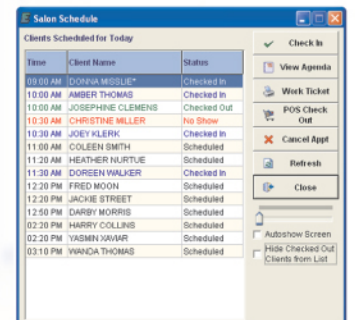 Salon Schedule
Clients Scheduled for Today
Time Client Name Status
09:00 AM DONNA MISSLIE* Checked In
10:00 AM AMBER THOMAS Checked In
10:00 AM JOSEPHINE CLEMENS Checked Out
10:30 AM CHRISTINE MILLER No Show
10:30 AM JOEY KLERK Checked In
11:00 AM COLEEN SMITH Scheduled
11:20 AM HEATHER NURTUE Scheduled
11:30 AM DOREEN WALKER Checked In
12:20 PM FRED MOON Scheduled
12:20 PM JACKIE STREET Scheduled
12:50 PM DARBY MORRIS Scheduled
02:20 PM HARRY COLLINS Scheduled
02:20 PM YASMIN XAVIAR Scheduled
03:10 PM WANDA THOMAS Scheduled
Check In
View Agenda
Work Ticket
POS Check
Out
Cancel Appt
Refresh
Close
Autoshow Screen
Hide Checked Out
Clients from List